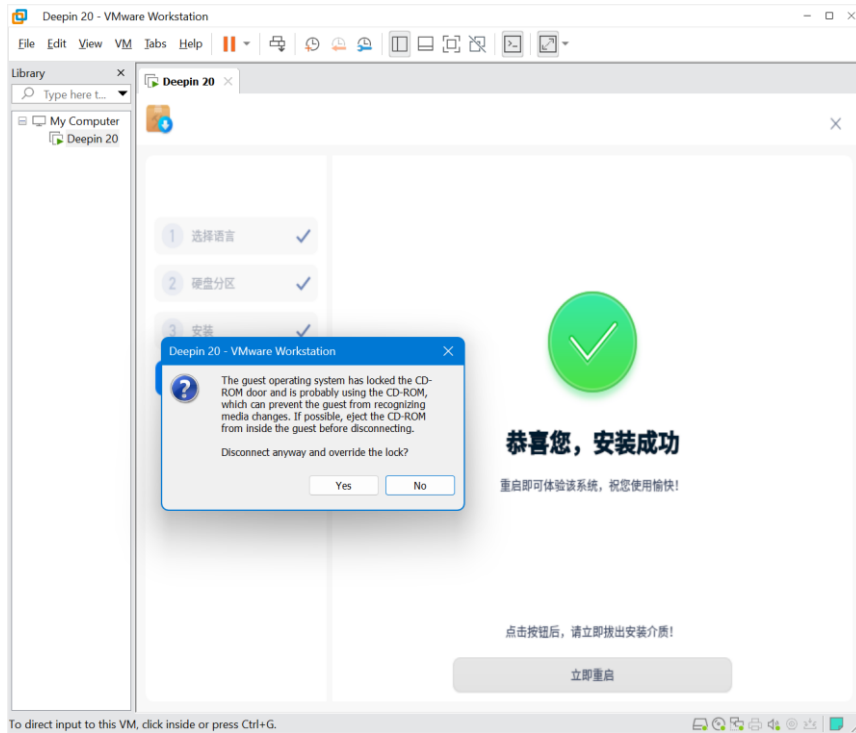 Deepin 20 - VMware Workstation
File Edit View VM Tabs Help
Library
Type here t...
My Computer
Deepin 20
Deepin 20
1 选择语言
2 硬盘分区
3 安装
Deepin 20 - VMware Workstation
The guest operating system has locked the CD-
ROM door and is probably using the CD-ROM,
which can prevent the guest from recognizing
media changes. If possible, eject the CD-ROM
from inside the guest before disconnecting.
Disconnect anyway and override the lock?
Yes No
恭喜您，安装成功
重启即可体验该系统，祝您使用愉快！
点击按钮后，请立即拔出安装介质！
立即重启
To direct input to this VM, click inside or press Ctrl+G.